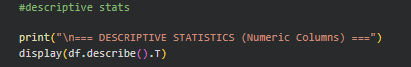 #descriptive stats
print("\n=== DESCRIPTIVE STATISTICS (Numeric Columns) ===")
display(df.describe().T)